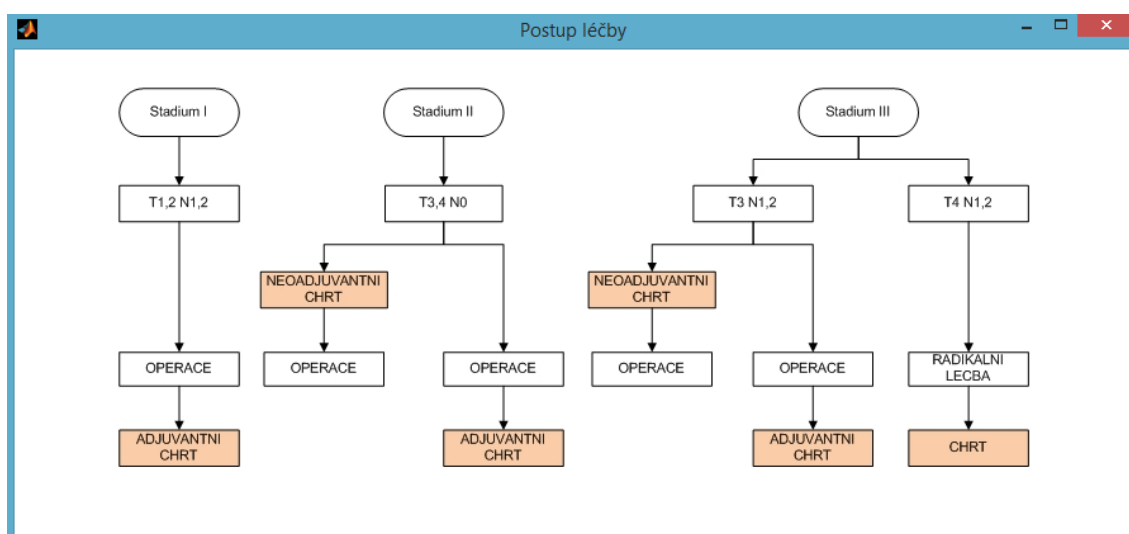 Postup léčby
Stadium I
Stadium II
Stadium III
T1,2 N1,2
T3,4 N0
T3 N1,2
T4 N1,2
NEOADJUVANTNI
CHRT
NEOADJUVANTNI
CHRT
OPERACE
OPERACE
OPERACE
OPERACE
OPERACE
RADIKALNI
LECBA
ADJUVANTNI
CHRT
ADJUVANTNI
CHRT
ADJUVANTNI
CHRT
CHRT